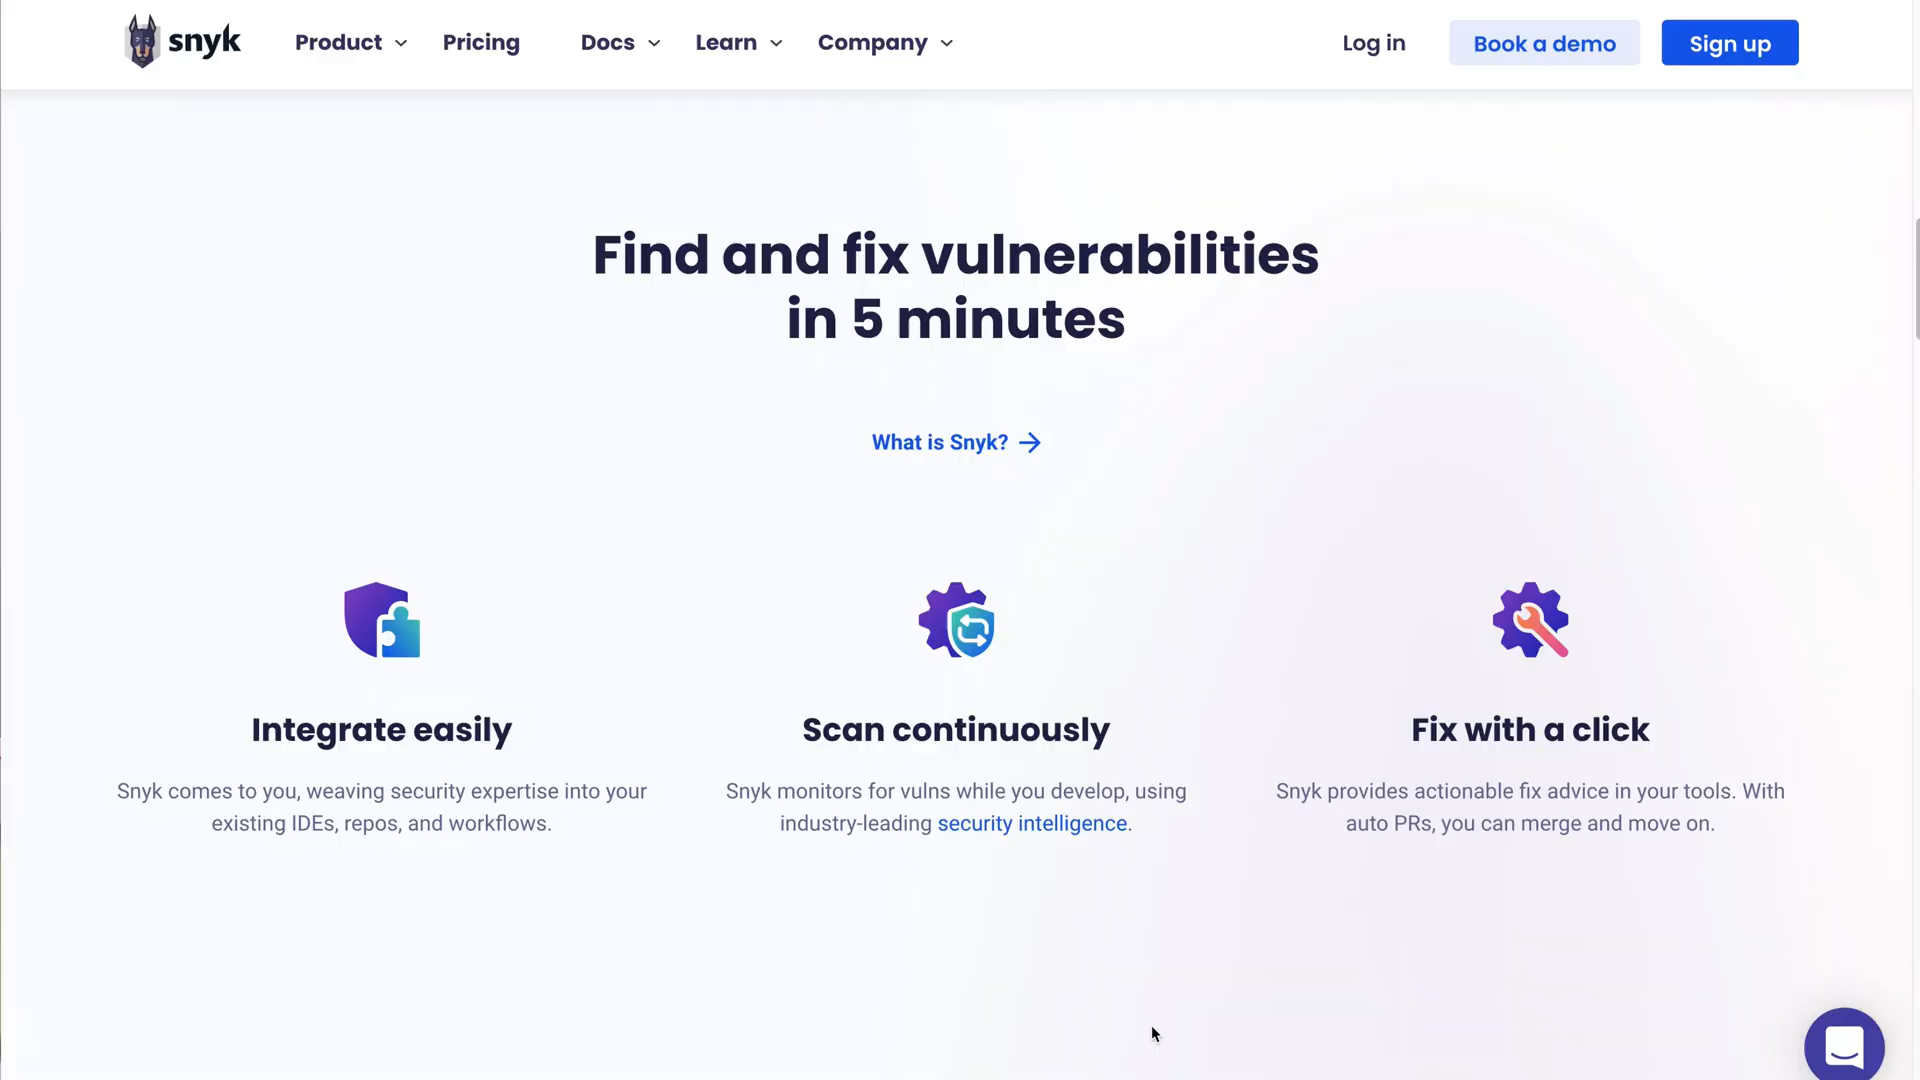 snyk
Product
Pricing
Docs
Learn
Company
Log in
Book a demo
Sign up
Find and fix vulnerabilities
in 5 minutes
What is Snyk?
Integrate easily
Snyk comes to you, weaving security expertise into your
existing IDEs, repos, and workflows.
Scan continuously
Snyk monitors for vulns while you develop, using
industry-leading security intelligence.
Fix with a click
Snyk provides actionable fix advice in your tools. With
auto PRs, you can merge and move on.